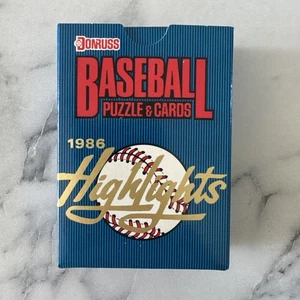 DONRUSS
BASEBALL
PUZZLE & CARDS
1986
Highlights